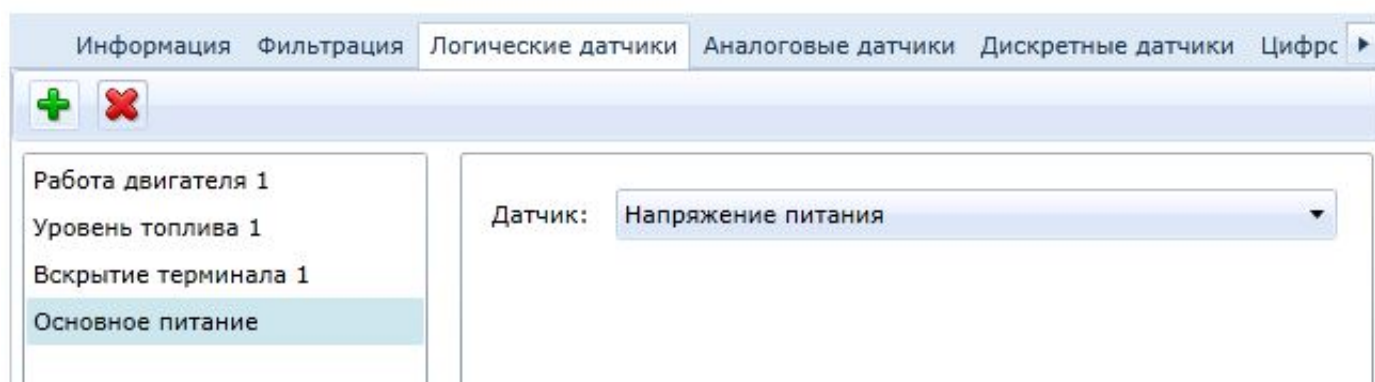 Информация Фильтрация Логические датчики Аналоговые датчики Дискретные датчики Цифрс
Работа двигателя 1
Уровень топлива 1
Вскрытие терминала 1
Основное питание
Датчик: Напряжение питания